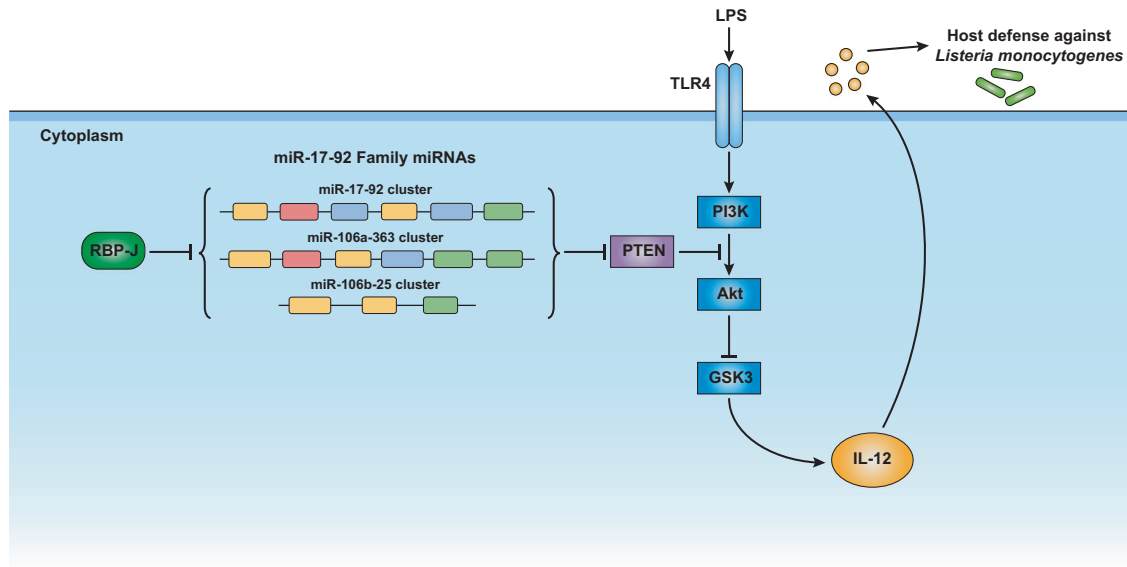 LPS
Host defense against
Listeria monocytogenes
TLR4
Cytoplasm
miR-17-92 Family miRNAs
miR-17-92 cluster
PI3K
RBP-J
miR-106a-363 cluster
PTEN
miR-106b-25 cluster
Akt
GSK3
IL-12